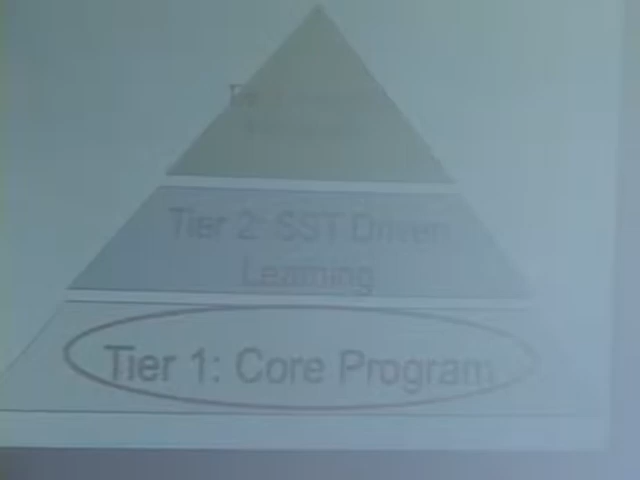 Tier 2: SST Driven
Learning
Tier 1: Core Program